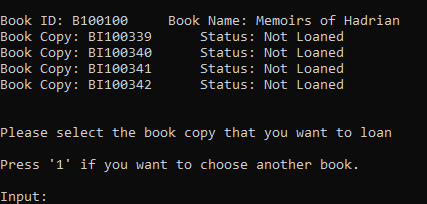 Book ID: B100100     Book Name: Memoirs of Hadrian
Book Copy: BI100339      Status: Not Loaned
Book Copy: BI100340      Status: Not Loaned
Book Copy: BI100341      Status: Not Loaned
Book Copy: BI100342      Status: Not Loaned
Please select the book copy that you want to loan
Press '1' if you want to choose another book.
Input: